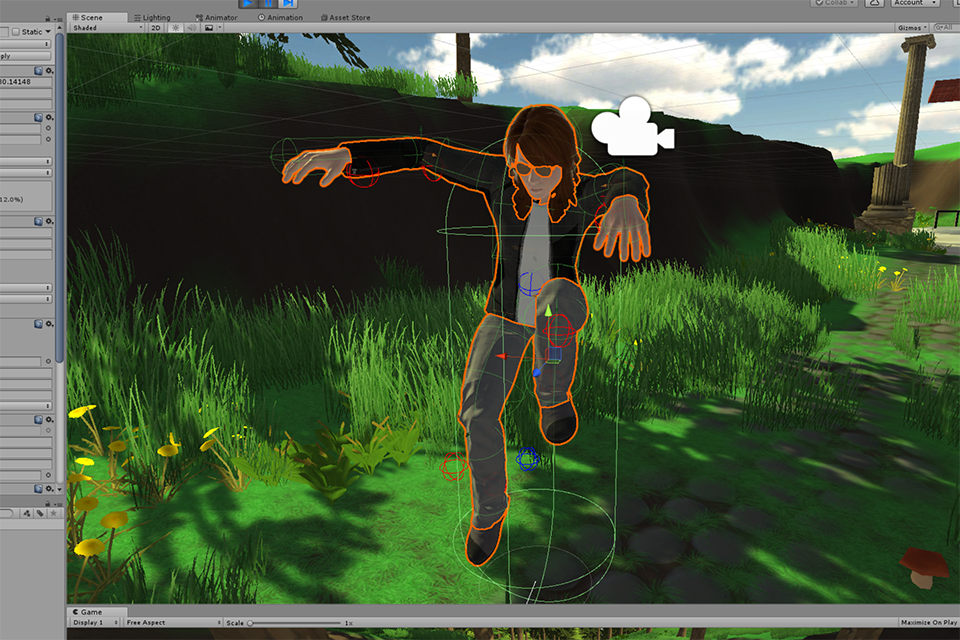 Collab Account
Scene Lighting Animator Animation Asset Store
Shaded 2D Gizmos All
Static
ply
30.14148
12.0%)
Game
Display 1 Free Aspect Scale 1x Maximize On Play